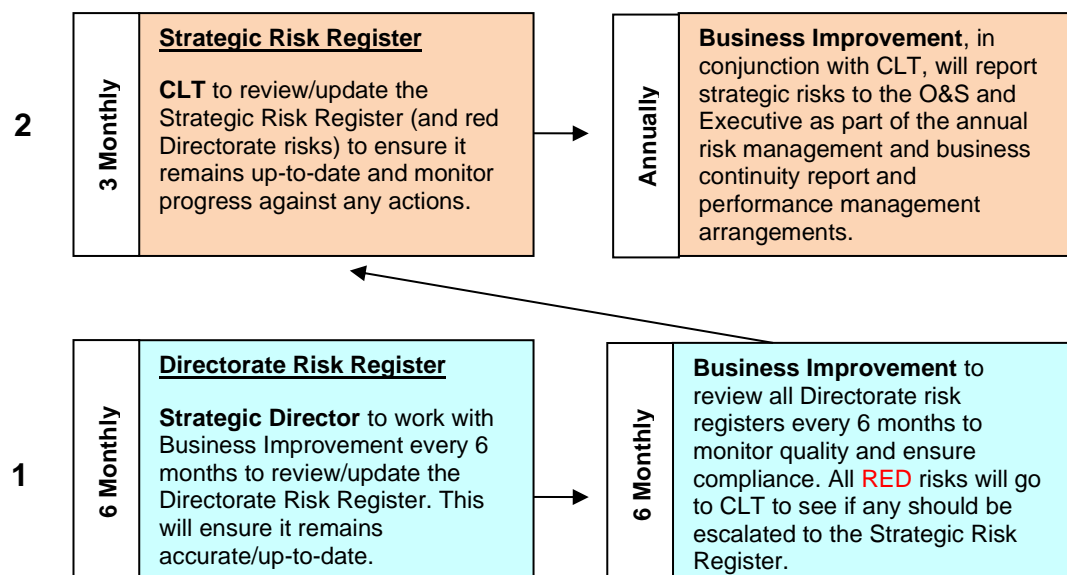 2
3 Monthly
Strategic Risk Register
CLT to review/update the
Strategic Risk Register (and red
Directorate risks) to ensure it
remains up-to-date and monitor
progress against any actions.
Annually
Business Improvement, in
conjunction with CLT, will report
strategic risks to the O&S and
Executive as part of the annual
risk management and business
continuity report and
performance management
arrangements.
1
6 Monthly
Directorate Risk Register
Strategic Director to work with
Business Improvement every 6
months to review/update the
Directorate Risk Register. This
will ensure it remains
accurate/up-to-date.
6 Monthly
Business Improvement to
review all Directorate risk
registers every 6 months to
monitor quality and ensure
compliance. All RED risks will go
to CLT to see if any should be
escalated to the Strategic Risk
Register.